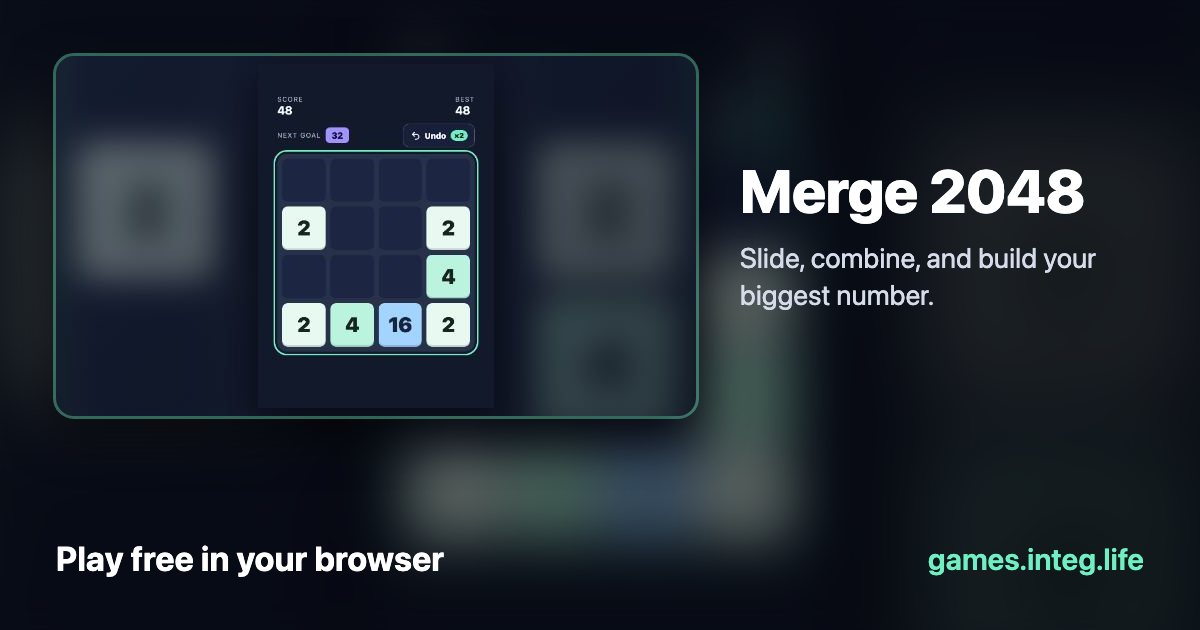 SCORE BEST
48 48
NEXT GOAL 32 Undo x2
2 2
4
2 4 16 2
Merge 2048
Slide, combine, and build your
biggest number.
Play free in your browser
games.integ.life